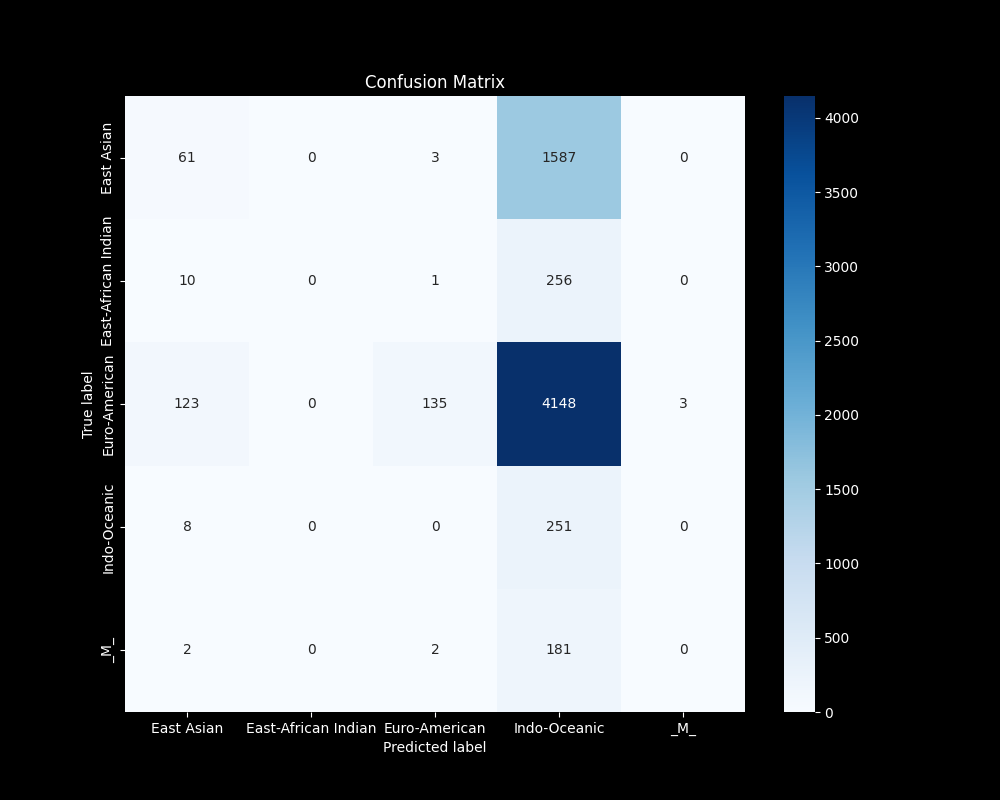 Confusion Matrix
True label
East Asian
61 0 3 1587 0
East-African Indian
10 0 1 256 0
Euro-American
123 0 135 4148 3
Indo-Oceanic
8 0 0 251 0
_M_
2 0 2 181 0
East Asian East-African Indian Euro-American Indo-Oceanic _M_
Predicted label
4000
3500
3000
2500
2000
1500
1000
500
0